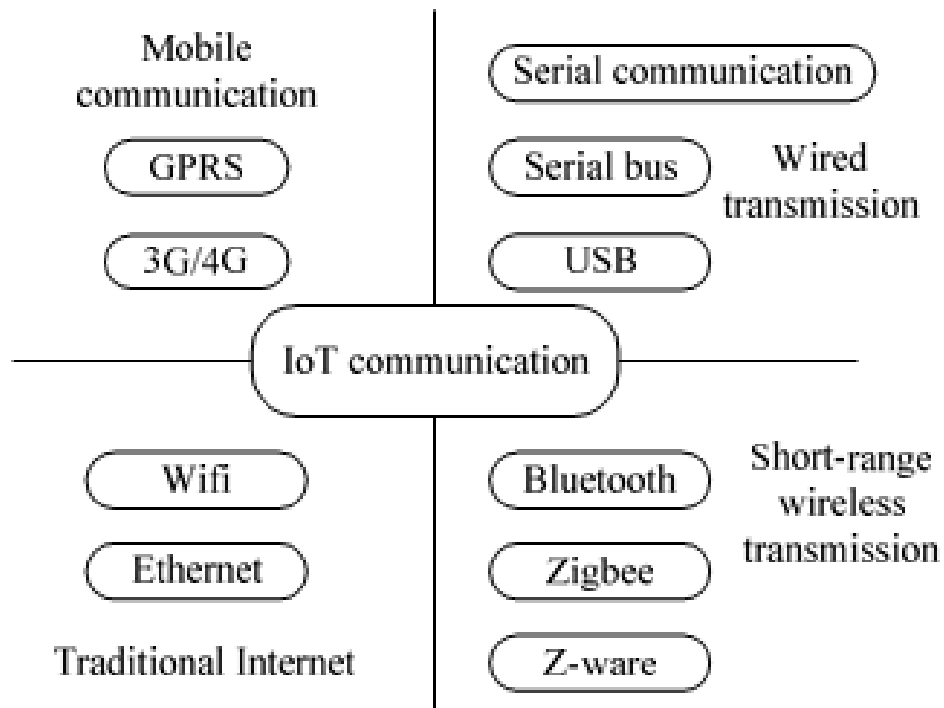 Mobile
communication
GPRS
3G/4G
Serial communication
Serial bus
USB
Wired
transmission
IoT communication
Wifi
Ethernet
Traditional Internet
Bluetooth
Zigbee
Z-ware
Short-range
wireless
transmission